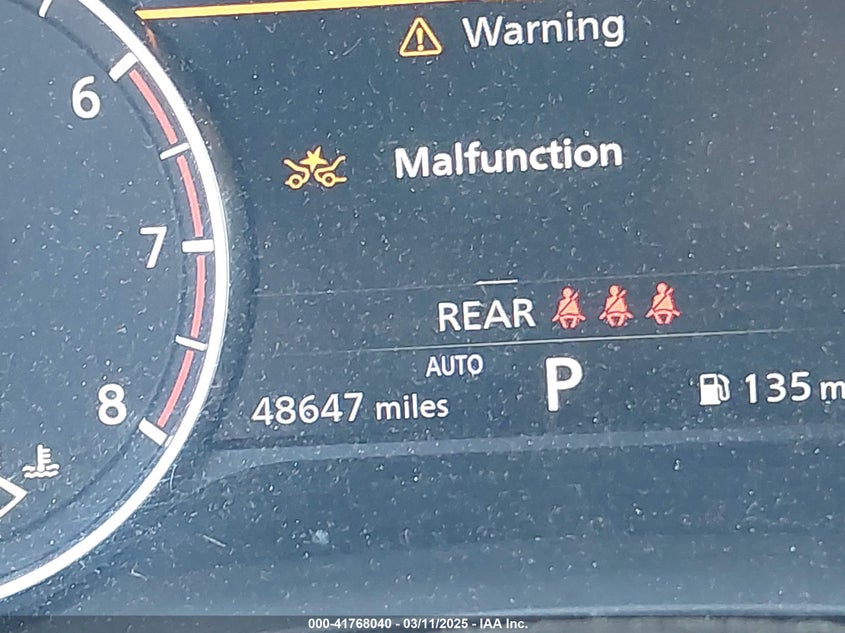 Warning
6
Malfunction
7
REAR
AUTO
P
8
48647 miles
135 m
000-41768040 - 03/11/2025 - IAA Inc.